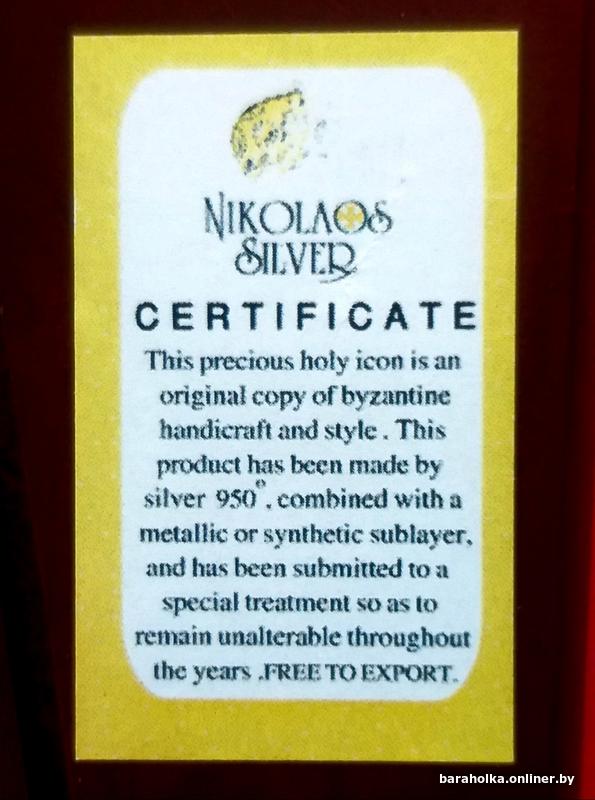 NIKOLAOS
SILVER
CERTIFICATE
This precious holy icon is an
original copy of byzantine
handicraft and style . This
product has been made by
silver 950°, combined with a
metallic or synthetic sublayer,
and has been submitted to a
special treatment so as to
remain unalterable throughout
the years .FREE TO EXPORT.
baraholka.onliner.by